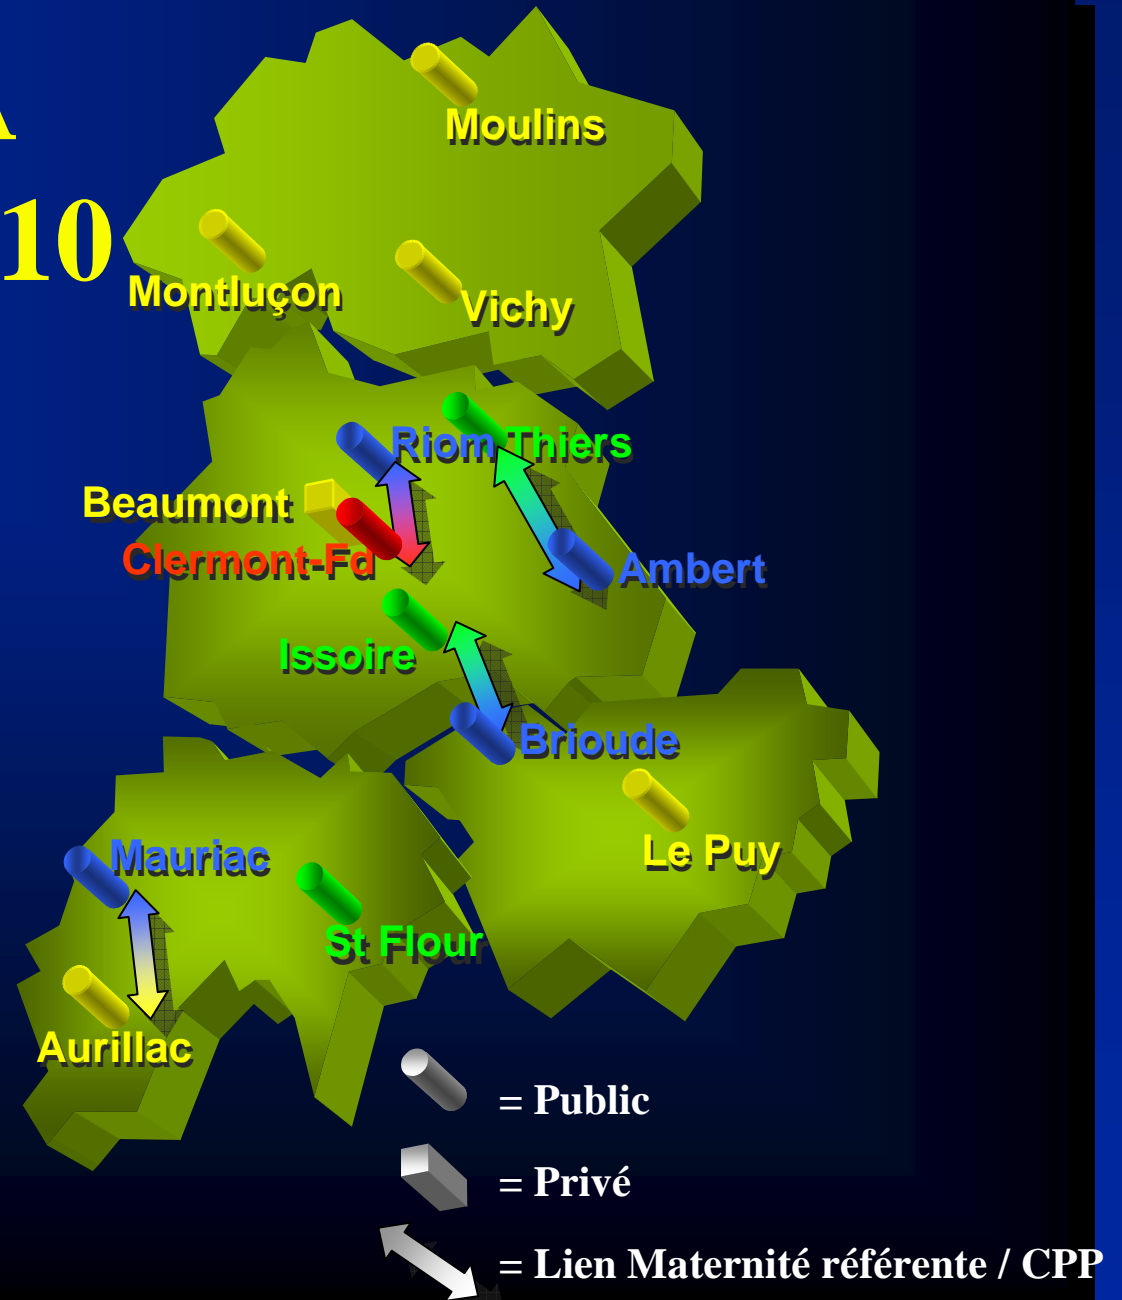 A
10
Moulins
Montluçon
Vichy
Riom Thiers
Beaumont
Clermont-Fd
Ambert
Issoire
Brioude
Le Puy
Mauriac
St Flour
Aurillac
= Public
= Privé
= Lien Maternité référente / CPP